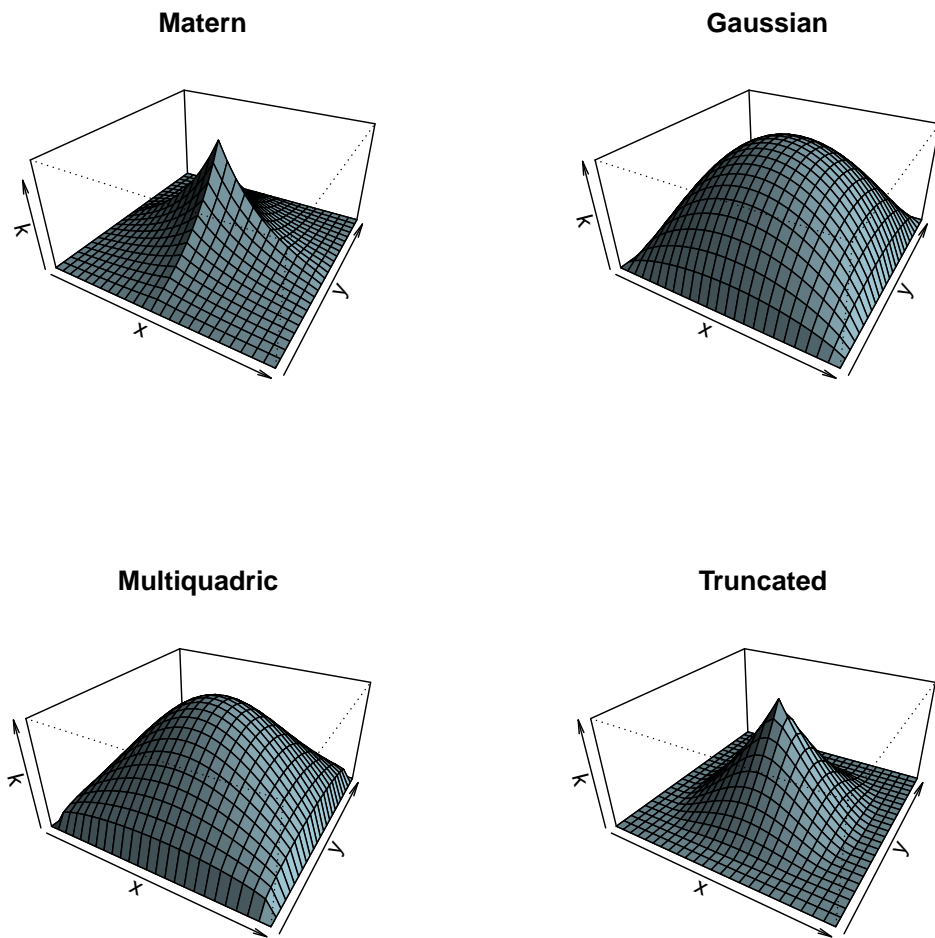 Matern
Gaussian
k
x
y
k
x
y
Multiquadric
Truncated
k
x
y
k
x
y